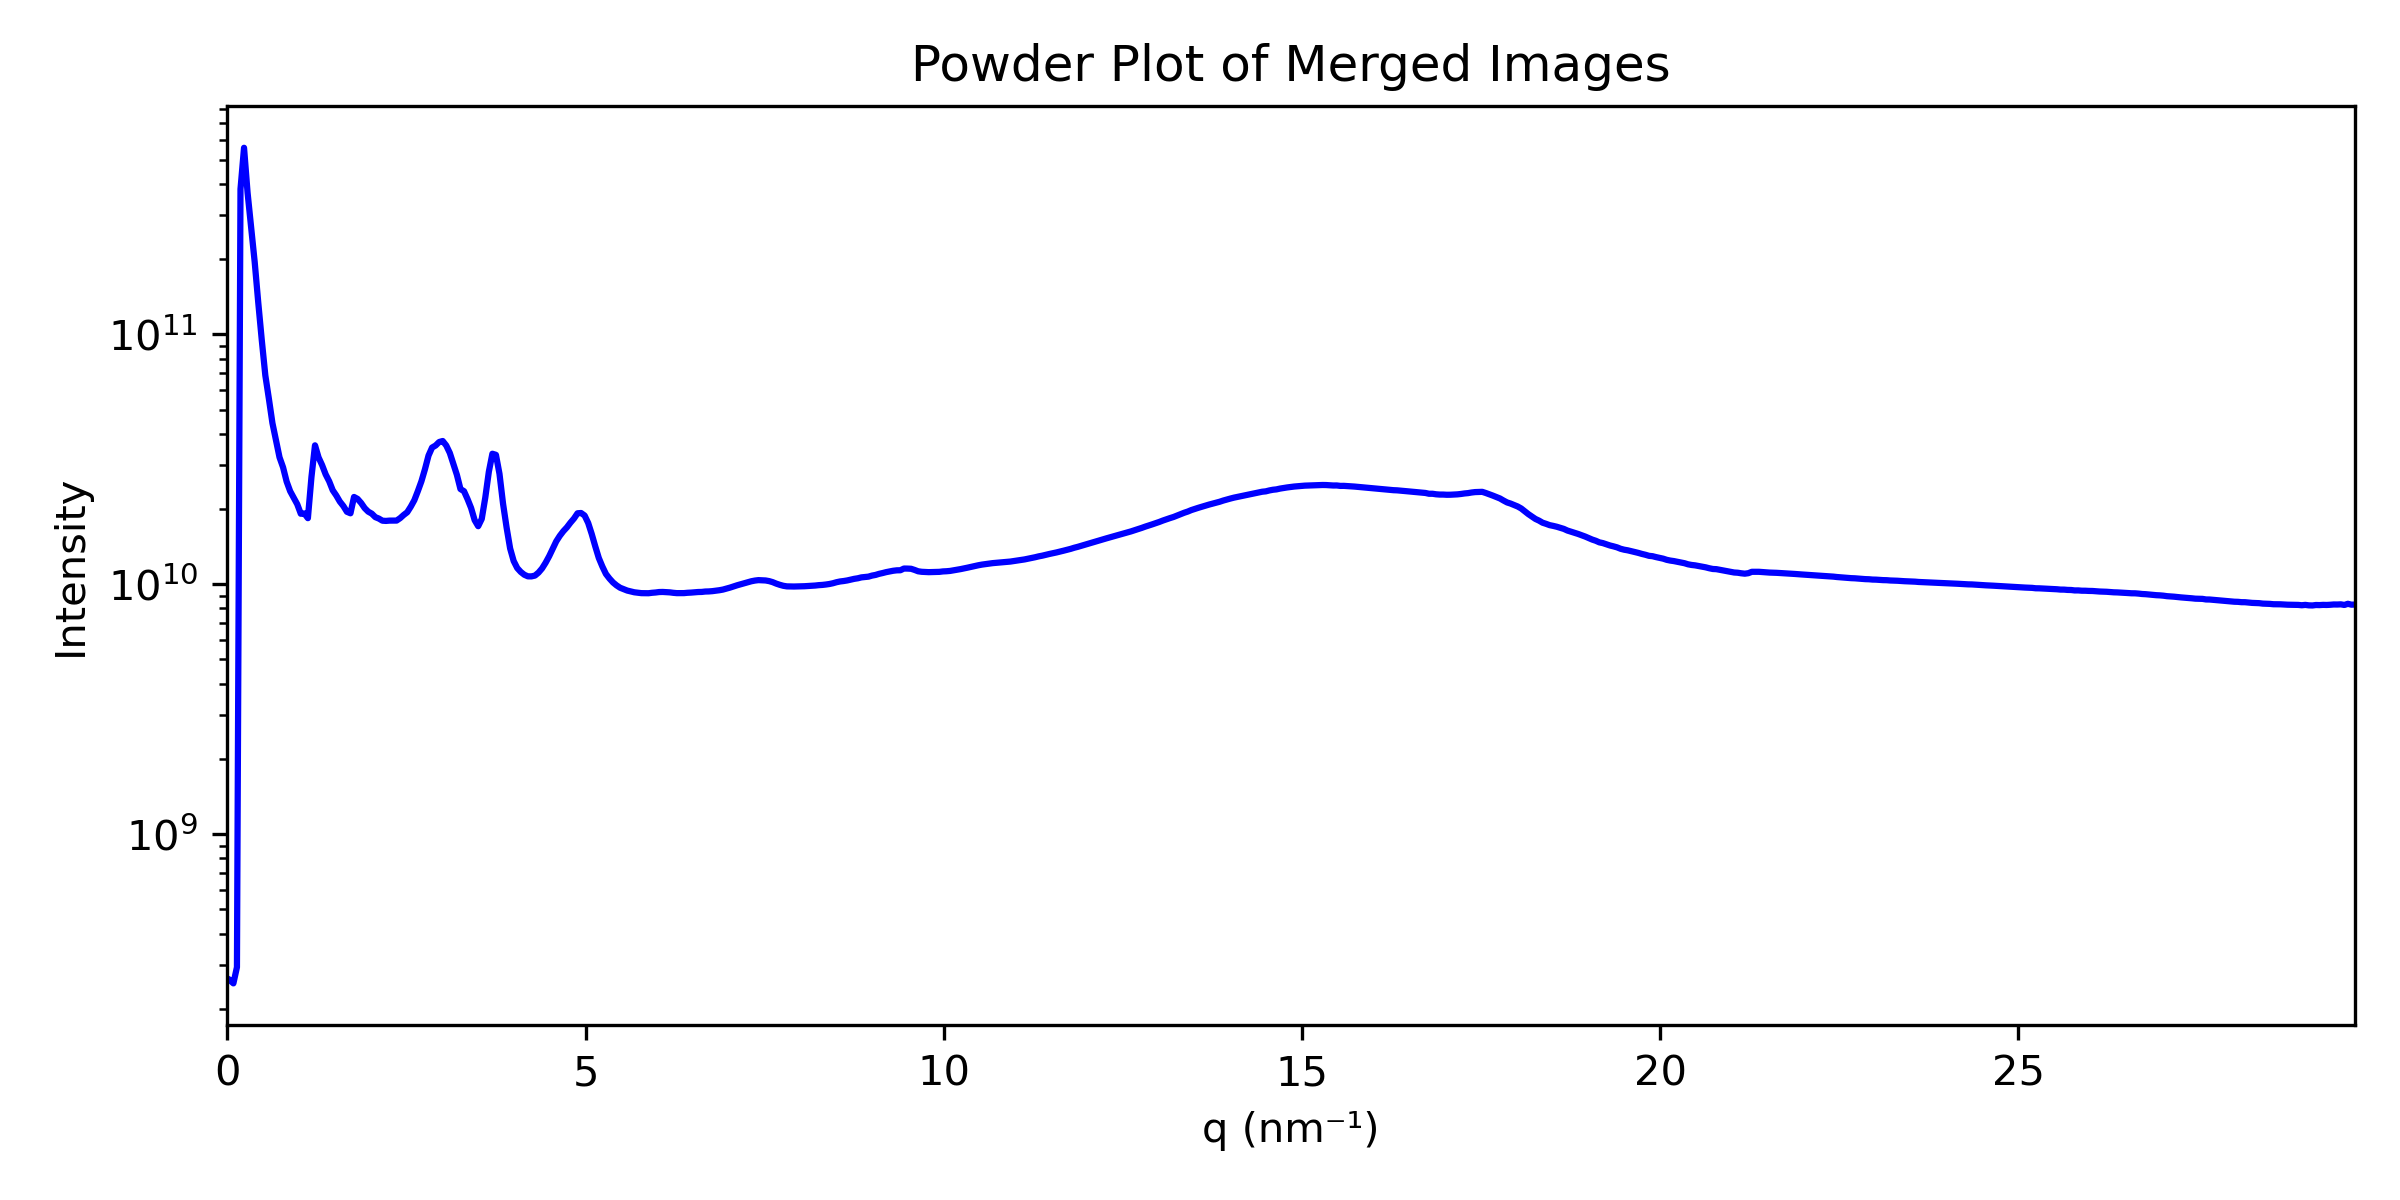 Powder Plot of Merged Images
Intensity
10¹¹
10¹⁰
10⁹
0 5 10 15 20 25
q (nm⁻¹)